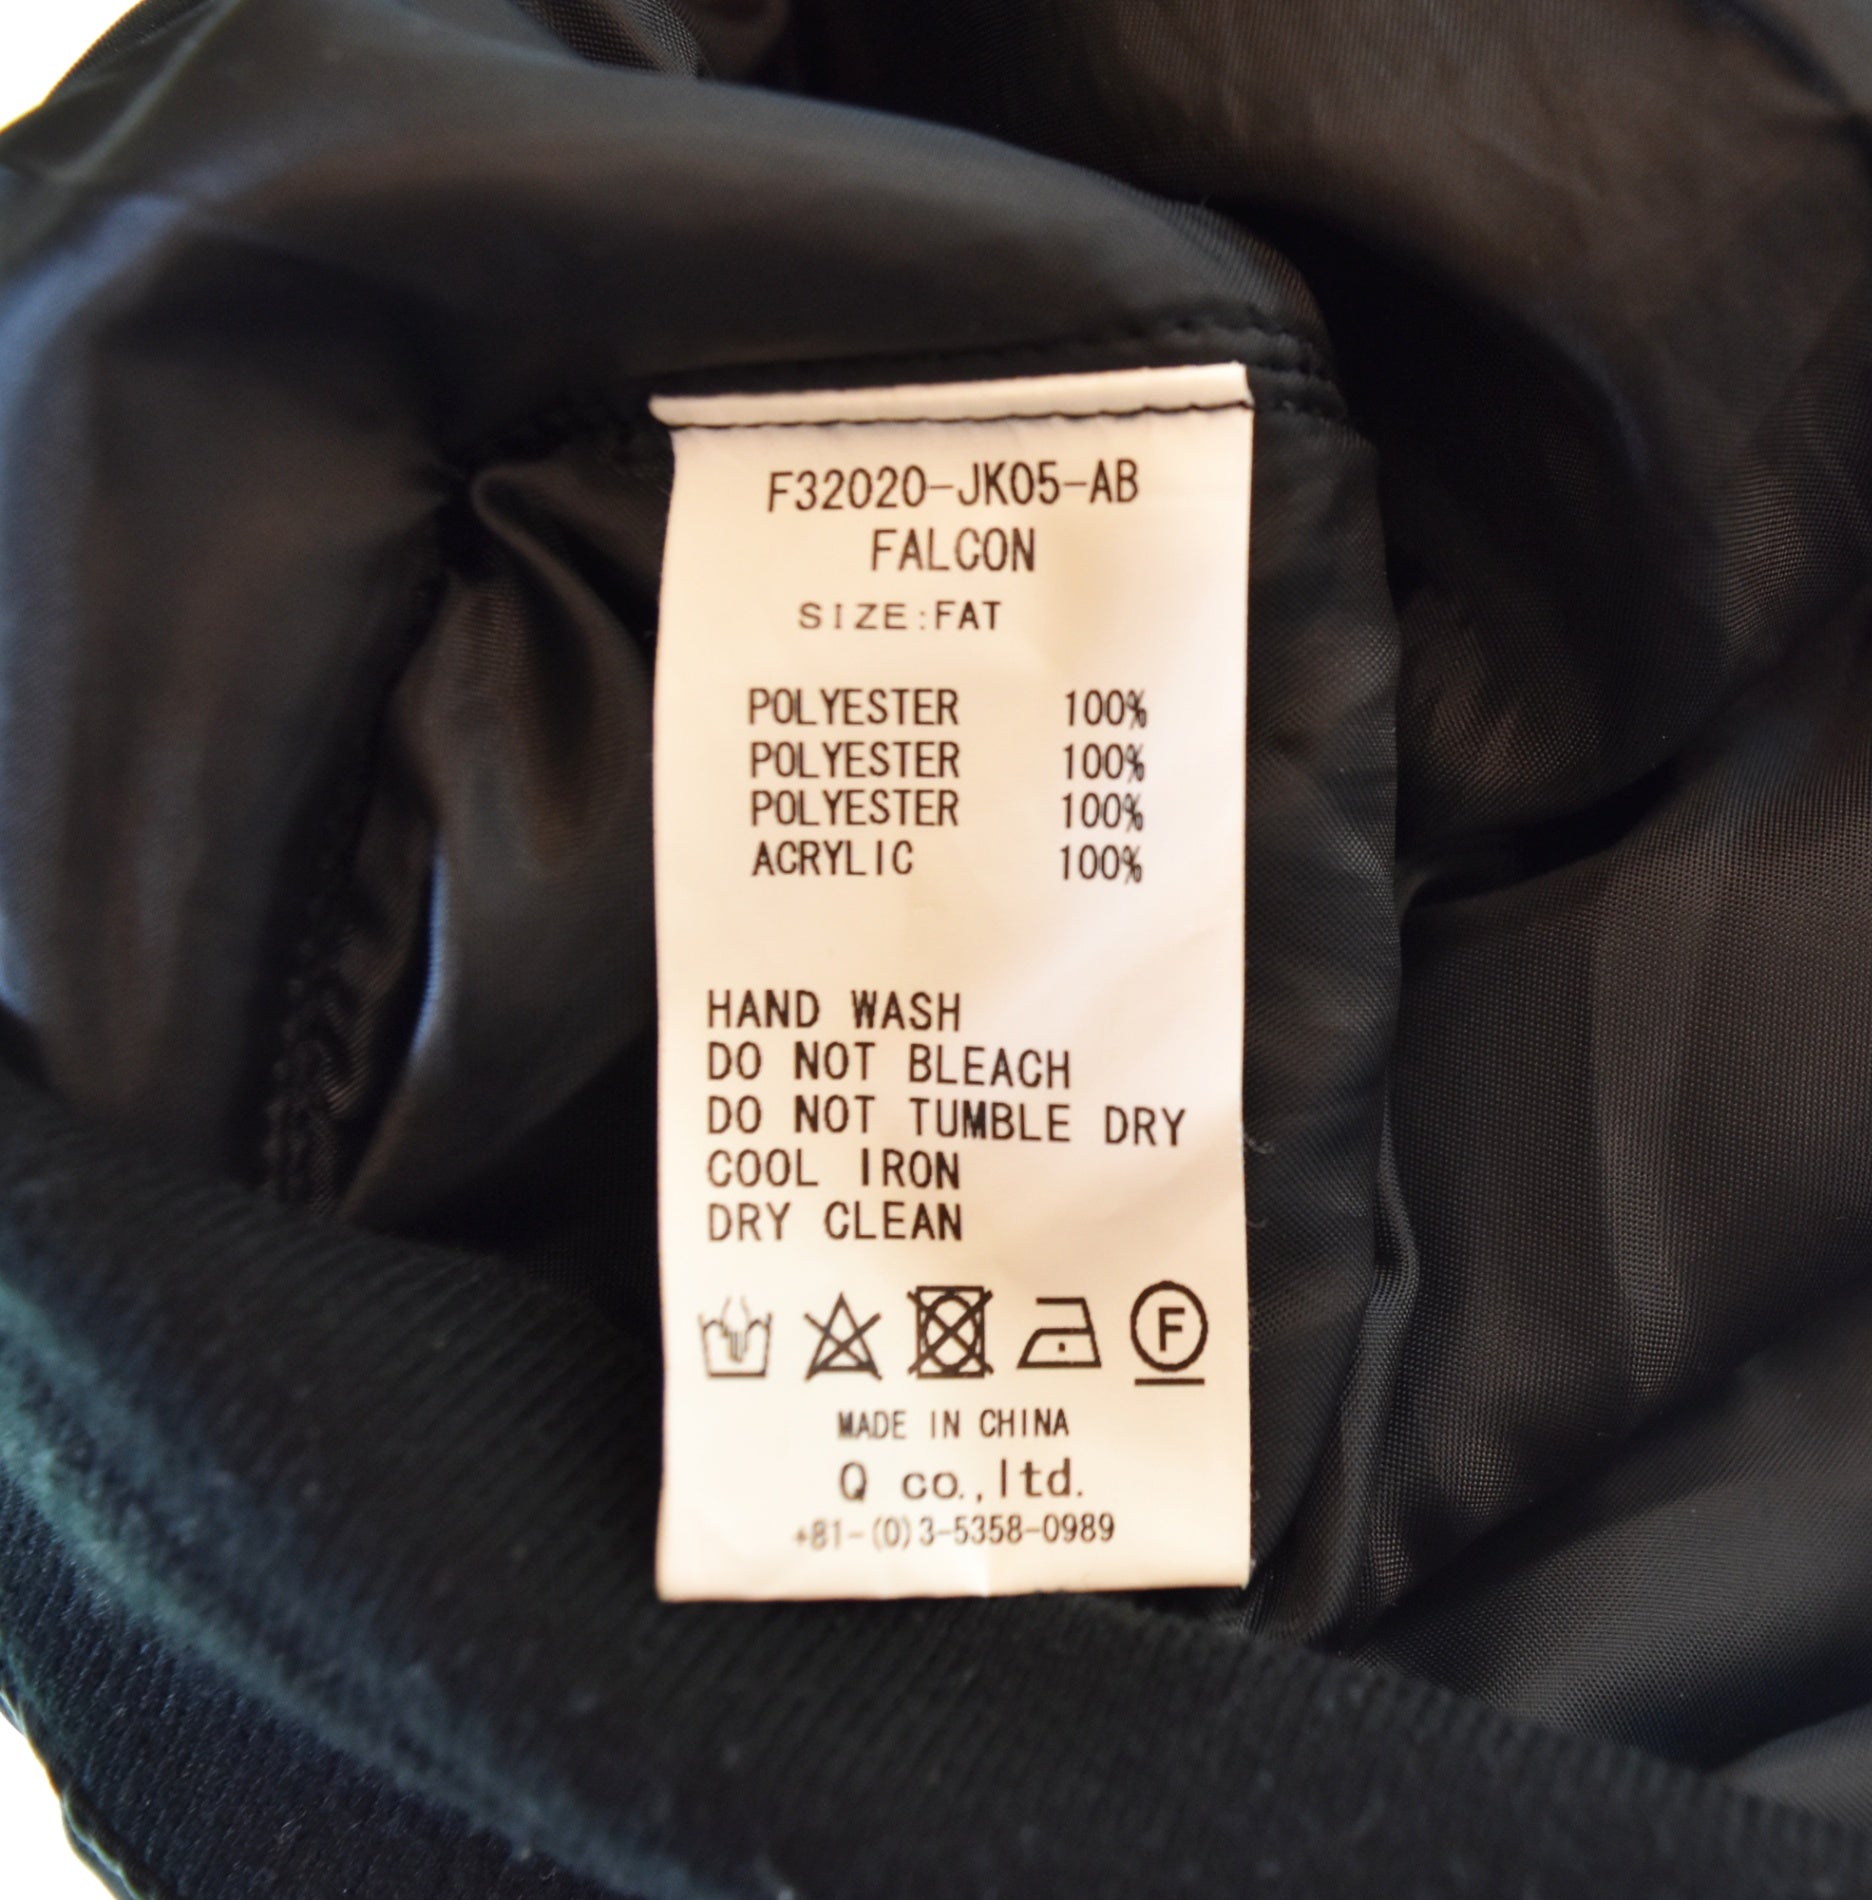 F32020-JK05-AB
FALCON
SIZE:FAT
POLYESTER 100%
POLYESTER 100%
POLYESTER 100%
ACRYLIC 100%
HAND WASH
DO NOT BLEACH
DO NOT TUMBLE DRY
COOL IRON
DRY CLEAN
F
MADE IN CHINA
Q co.,ltd.
+81-(0)3-5358-0989